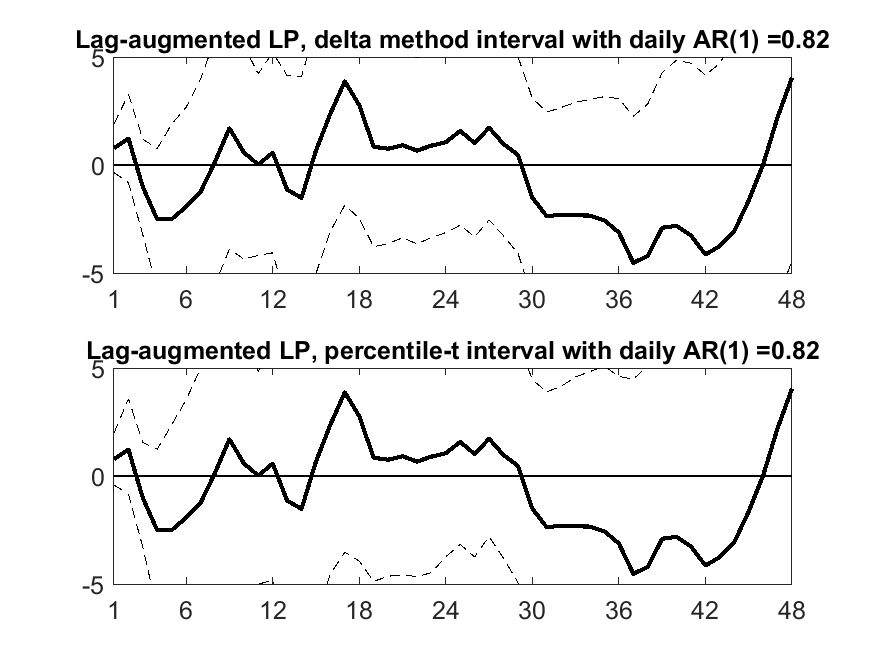 Lag-augmented LP, delta method interval with daily AR(1) =0.82
5
0
-5
1 6 12 18 24 30 36 42 48
Lag-augmented LP, percentile-t interval with daily AR(1) =0.82
5
0
-5
1 6 12 18 24 30 36 42 48